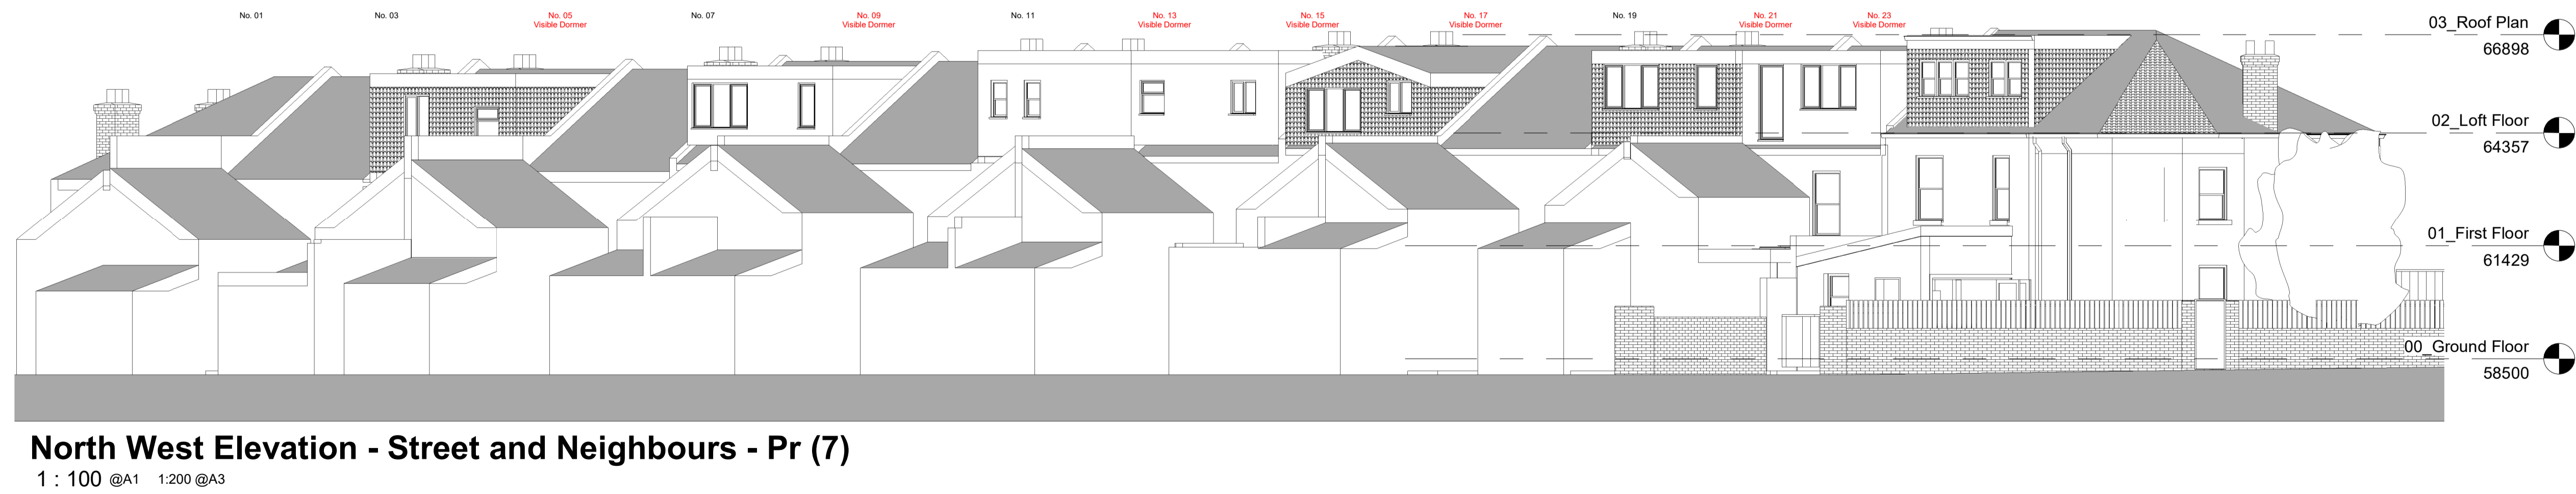 No. 01
No. 03
No. 05
Visible Dormer
No. 07
No. 09
Visible Dormer
No. 11
No. 13
Visible Dormer
No. 15
Visible Dormer
No. 17
Visible Dormer
No. 19
No. 21
Visible Dormer
No. 23
Visible Dormer
03_Roof Plan
66898
02_Loft Floor
64357
01_First Floor
61429
00_Ground Floor
58500
North West Elevation - Street and Neighbours - Pr (7)
1 : 100 @A1 1:200 @A3